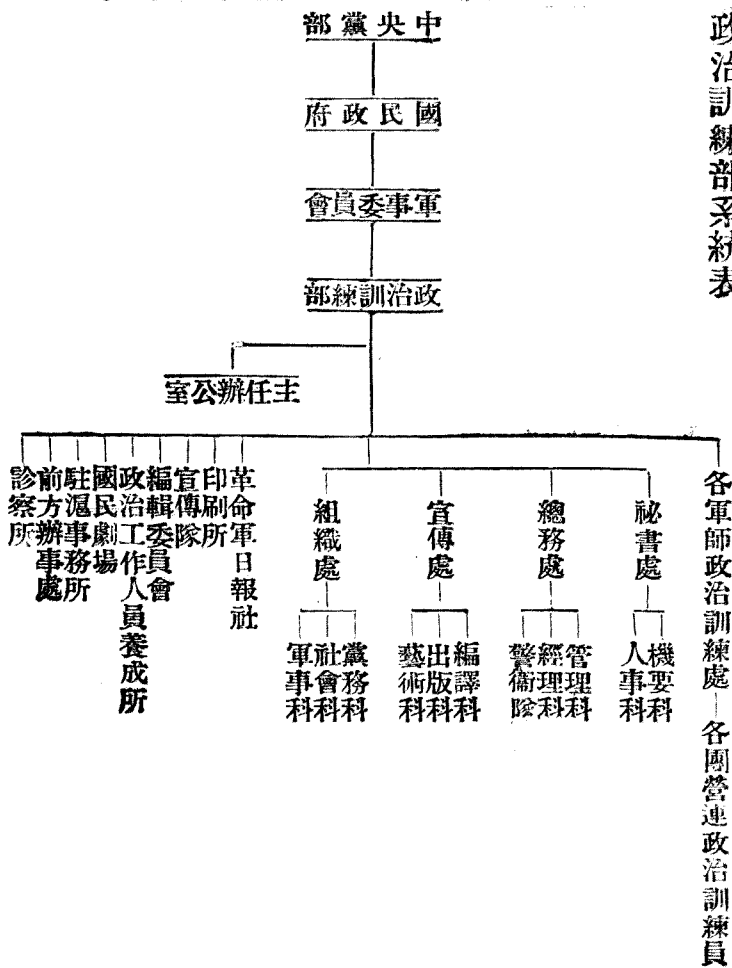 政治訓練部系統表
中央黨部
國民政府
軍事委員會
政治訓練部
主任辦公室
各軍師政治訓練處—各團營連政治訓練員
祕書處
機要科
人事科
總務處
管理科
經理科
警衞隊
宣傳處
編譯科
出版科
藝術科
組織處
黨務科
社會科
軍事科
革命軍日報社
印刷所
宣傳隊
編輯委員會
政治工作人員養成所
國民劇場
駐滬事務所
前方辦事處
診察所